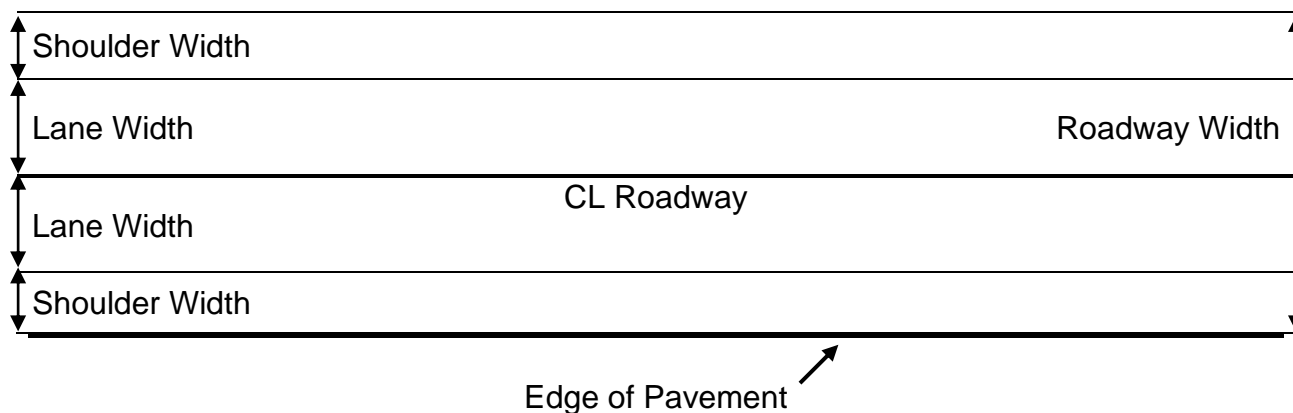 Shoulder Width
Lane Width
Roadway Width
CL Roadway
Lane Width
Shoulder Width
Edge of Pavement